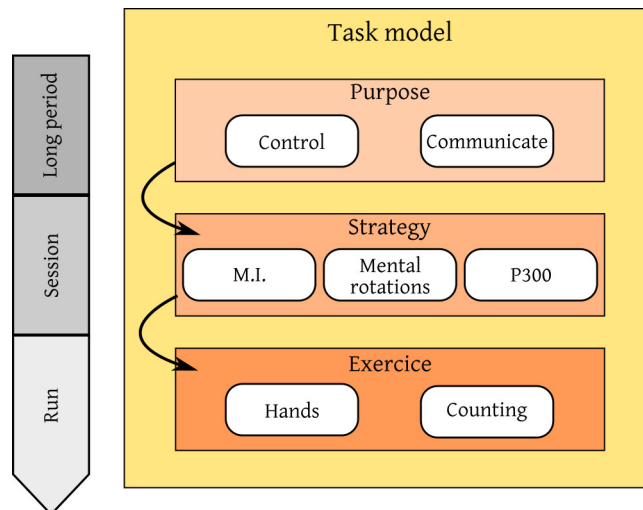 Task model
Long period
Purpose
Control
Communicate
Session
Strategy
M.I.
Mental
rotations
P300
Run
Exercice
Hands
Counting